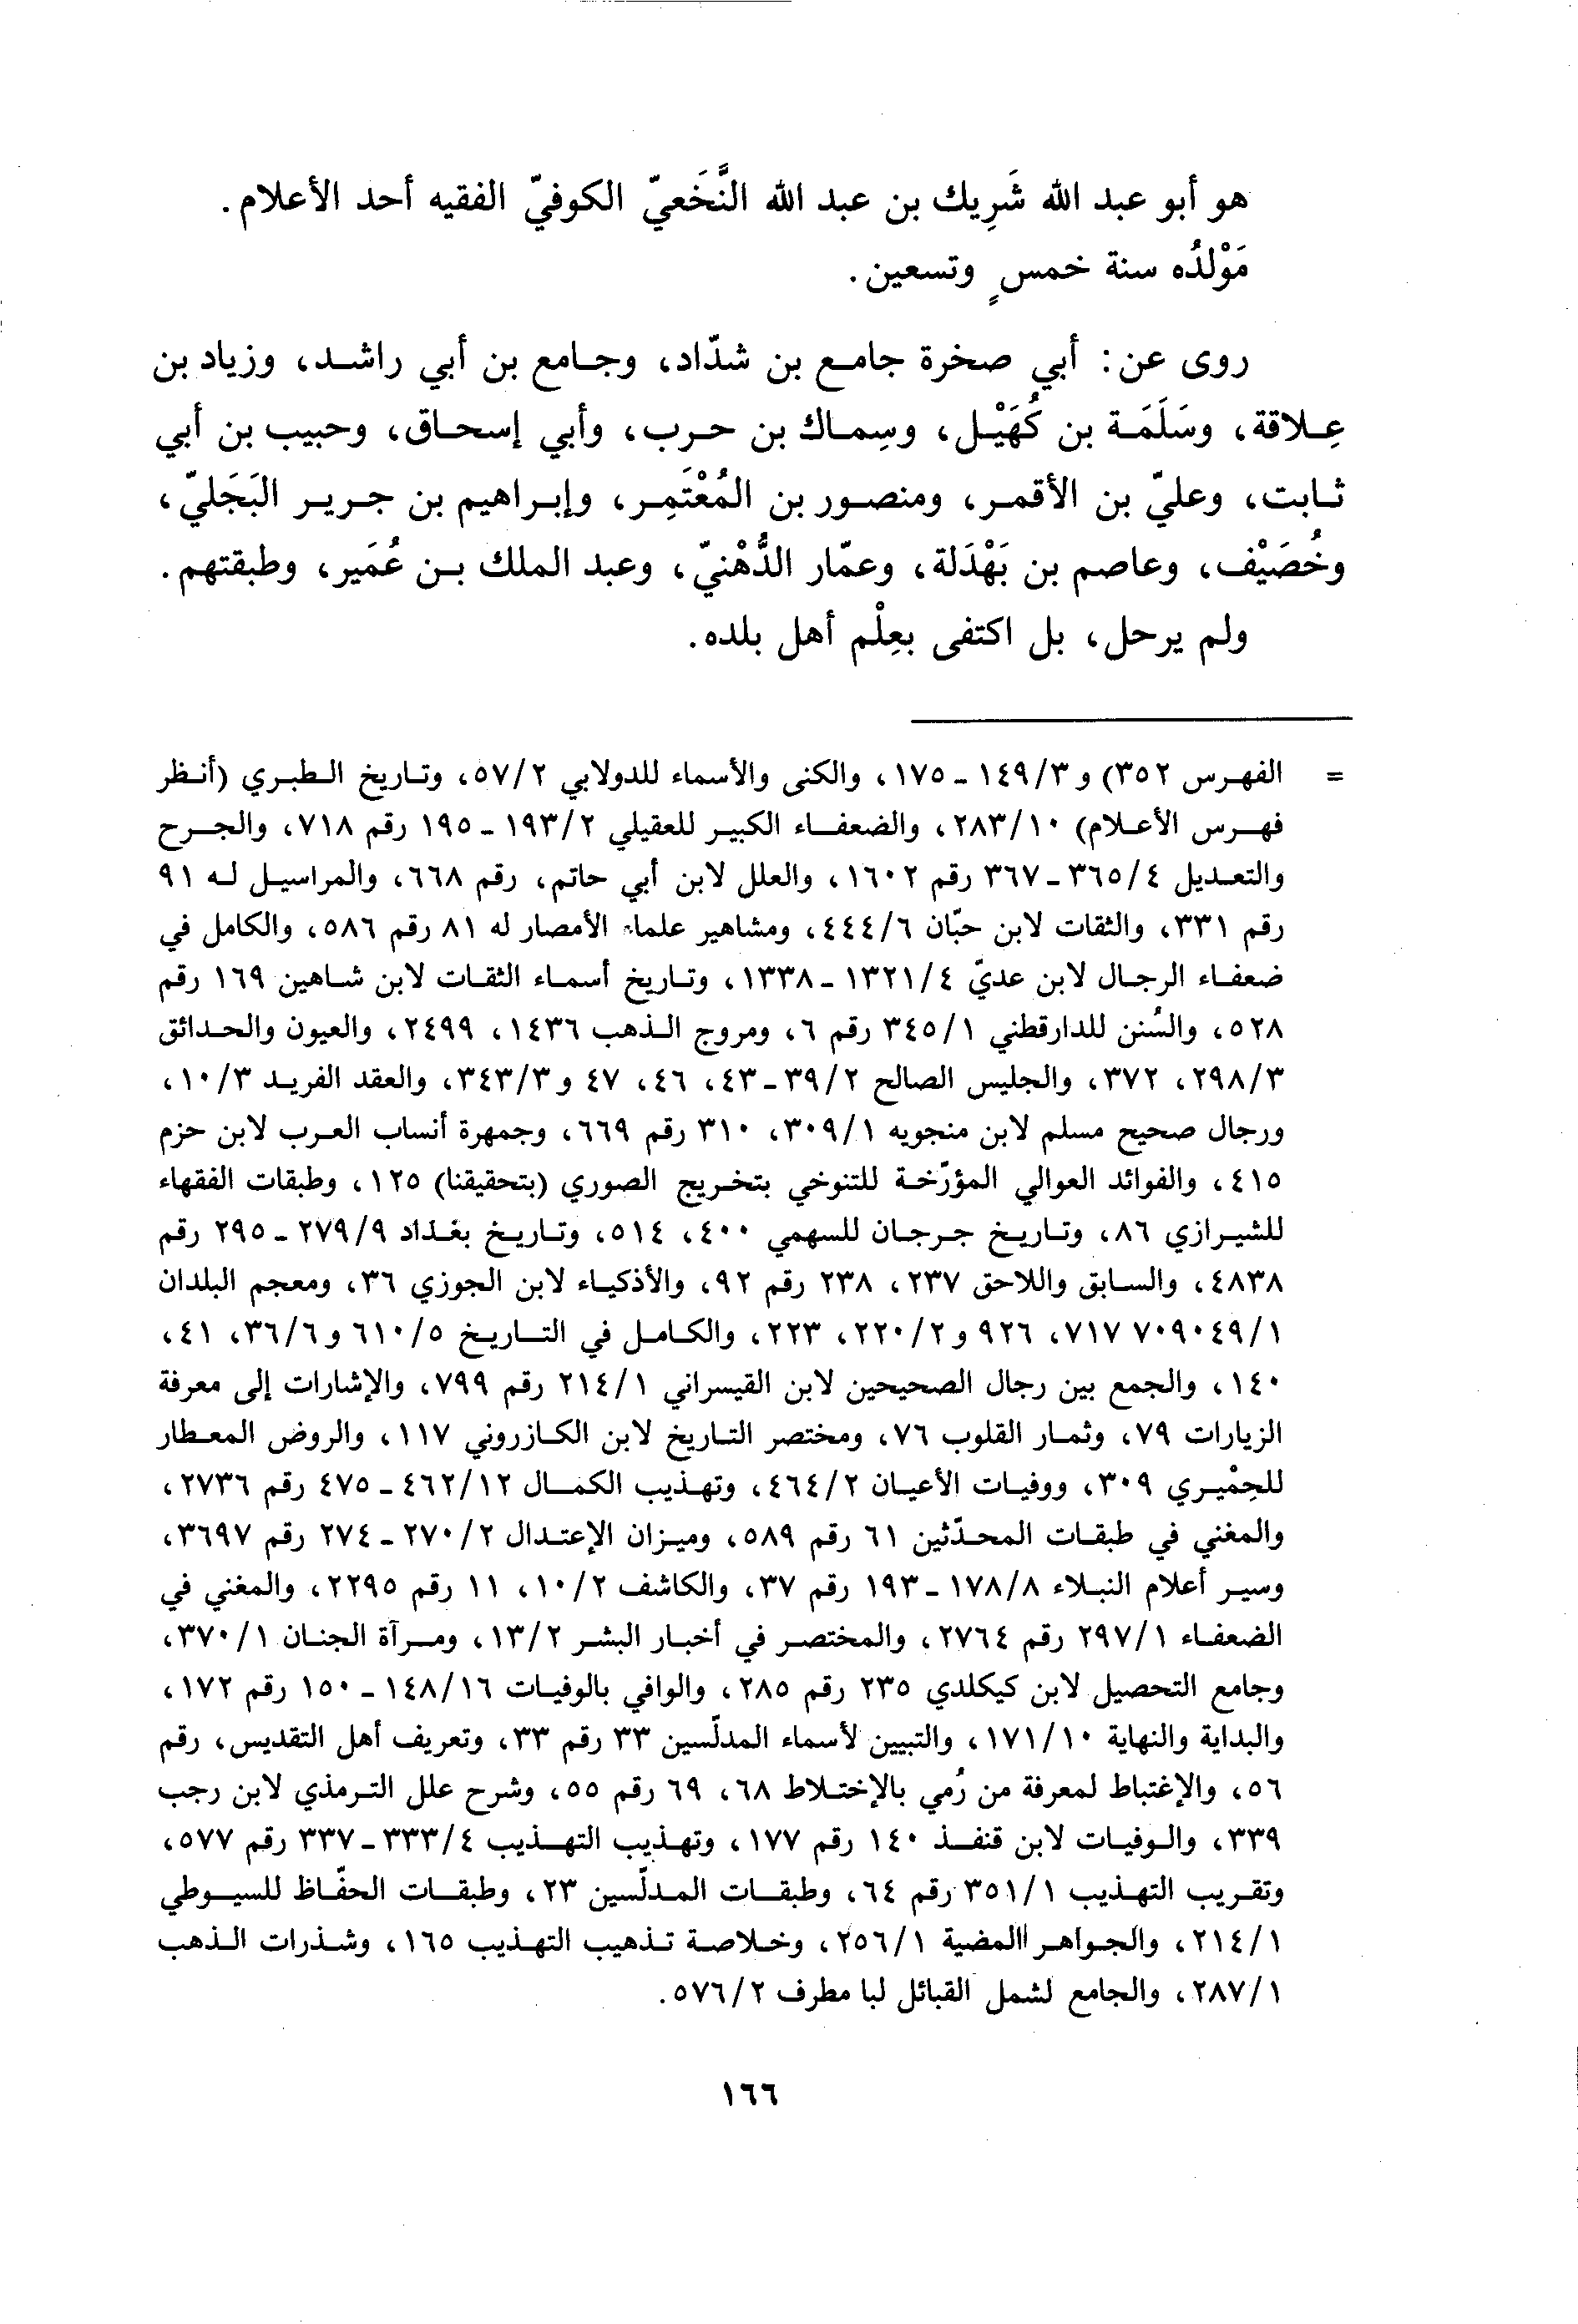 هو أبو عبد الله شَرِيك بن عبد الله النَّخَعيّ الكوفيّ الفقيه أحد الأعلام.
مَوْلدُه سنة خمسٍ وتسعين.
روى عن: أبي صخرة جامع بن شدّاد، وجامع بن أبي راشد، وزياد بن
عِلاقة، وسَلَمَة بن كُهَيْل، وسِماك بن حرب، وأبي إسحاق، وحبيب بن أبي
ثابت، وعليّ بن الأقمر، ومنصور بن المُعْتَمِر، وإبراهيم بن جرير البَجَليّ،
وخُصَيْف، وعاصم بن بَهْدَلة، وعمّار الدُّهْنيّ، وعبد الملك بن عُمَير، وطبقتهم.
ولم يرحل، بل اكتفى بعِلْم أهل بلده.
= الفهرس ٣٥٢) و ١٤٩/٣ - ١٧٥، والكنى والأسماء للدولابي ٥٧/٢، وتاريخ الطبري (أنظر
فهرس الأعلام) ٢٨٣/١٠، والضعفاء الكبير للعقيلي ١٩٣/٢ - ١٩٥ رقم ٧١٨، والجرح
والتعديل ٣٦٥/٤ - ٣٦٧ رقم ١٦٠٢، والعلل لابن أبي حاتم، رقم ٦٦٨، والمراسيل له ٩١
رقم ٣٣١، والثقات لابن حبّان ٤٤٤/٦، ومشاهير علماء الأمصار له ٨١ رقم ٥٨٦، والكامل في
ضعفاء الرجال لابن عديّ ١٣٢١/٤ - ١٣٣٨، وتاريخ أسماء الثقات لابن شاهين ١٦٩ رقم
٥٢٨، والسُنن للدارقطني ٣٤٥/١ رقم ٦، ومروج الذهب ١٤٣٦، ٢٤٩٩، والعيون والحدائق
٢٩٨/٣، ٣٧٢، والجليس الصالح ٣٩/٢ - ٤٣، ٤٦، ٤٧ و ٣٤٣/٣، والعقد الفريد ١٠/٣،
ورجال صحيح مسلم لابن منجويه ٣٠٩/١، ٣١٠ رقم ٦٦٩، وجمهرة أنساب العرب لابن حزم
٤١٥، والفوائد العوالي المؤرّخة للتنوخي بتخريج الصوري (بتحقيقنا) ١٢٥، وطبقات الفقهاء
للشيرازي ٨٦، وتاريخ جرجان للسهمي ٤٠٠، ٥١٤، وتاريخ بغداد ٢٧٩/٩ - ٢٩٥ رقم
٤٨٣٨، والسابق واللاحق ٢٣٧، ٢٣٨ رقم ٩٢، والأذكياء لابن الجوزي ٣٦، ومعجم البلدان
٧٠٩٠٤٩/١ ٧١٧، ٩٢٦ و ٢٢٠/٢، ٢٢٣، والكامل في التاريخ ٦١٠/٥ و ٣٦/٦، ٤١،
١٤٠، والجمع بين رجال الصحيحين لابن القيسراني ٢١٤/١ رقم ٧٩٩، والإشارات إلى معرفة
الزيارات ٧٩، وثمار القلوب ٧٦، ومختصر التاريخ لابن الكازروني ١١٧، والروض المعطار
للحِمْيري ٣٠٩، ووفيات الأعيان ٤٦٤/٢، وتهذيب الكمال ٤٦٢/١٢ - ٤٧٥ رقم ٢٧٣٦،
والمغني في طبقات المحدّثين ٦١ رقم ٥٨٩، وميزان الإعتدال ٢٧٠/٢ - ٢٧٤ رقم ٣٦٩٧،
وسير أعلام النبلاء ١٧٨/٨ - ١٩٣ رقم ٣٧، والكاشف ١٠/٢، ١١ رقم ٢٢٩٥، والمغني في
الضعفاء ٢٩٧/١ رقم ٢٧٦٤، والمختصر في أخبار البشر ١٣/٢، ومرآة الجنان ٣٧٠/١،
وجامع التحصيل لابن كيكلدي ٢٣٥ رقم ٢٨٥، والوافي بالوفيات ١٤٨/١٦ - ١٥٠ رقم ١٧٢،
والبداية والنهاية ١٧١/١٠، والتبيين لأسماء المدلّسين ٣٣ رقم ٣٣، وتعريف أهل التقديس، رقم
٥٦، والإغتباط لمعرفة من رُمي بالإختلاط ٦٨، ٦٩ رقم ٥٥، وشرح علل الترمذي لابن رجب
٣٣٩، والوفيات لابن قنفذ ١٤٠ رقم ١٧٧، وتهذيب التهذيب ٣٣٣/٤ - ٣٣٧ رقم ٥٧٧،
وتقريب التهذيب ٣٥١/١ رقم ٦٤، وطبقات المدلّسين ٢٣، وطبقات الحفّاظ للسيوطي
٢١٤/١، والجواهر االمضية ٢٥٦/١، وخلاصة تذهيب التهذيب ١٦٥، وشذرات الذهب
٢٨٧/١، والجامع لشمل القبائل لبا مطرف ٥٧٦/٢.
١٦٦